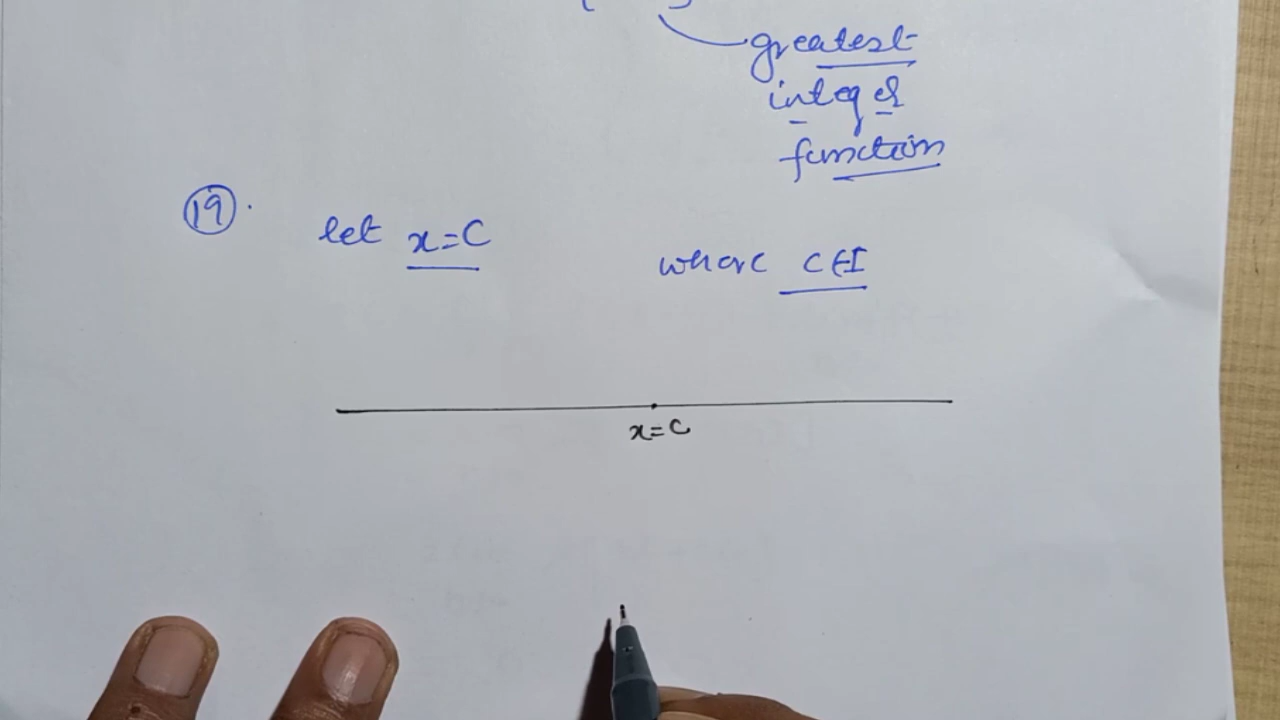 greatest
integer
function
19.
let x=C where C∈I
x=C